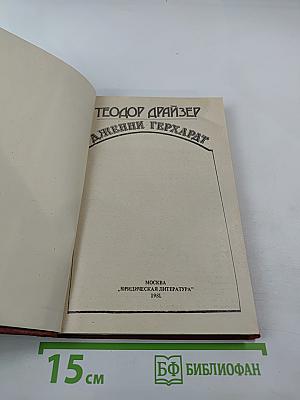 ТЕОДОР ДРАЙЗЕР
ДЖЕННИ ГЕРХАРДТ
МОСКВА
„ЮРИДИЧЕСКАЯ ЛИТЕРАТУРА"
1981
15 см
БФ БИБЛИОФАН